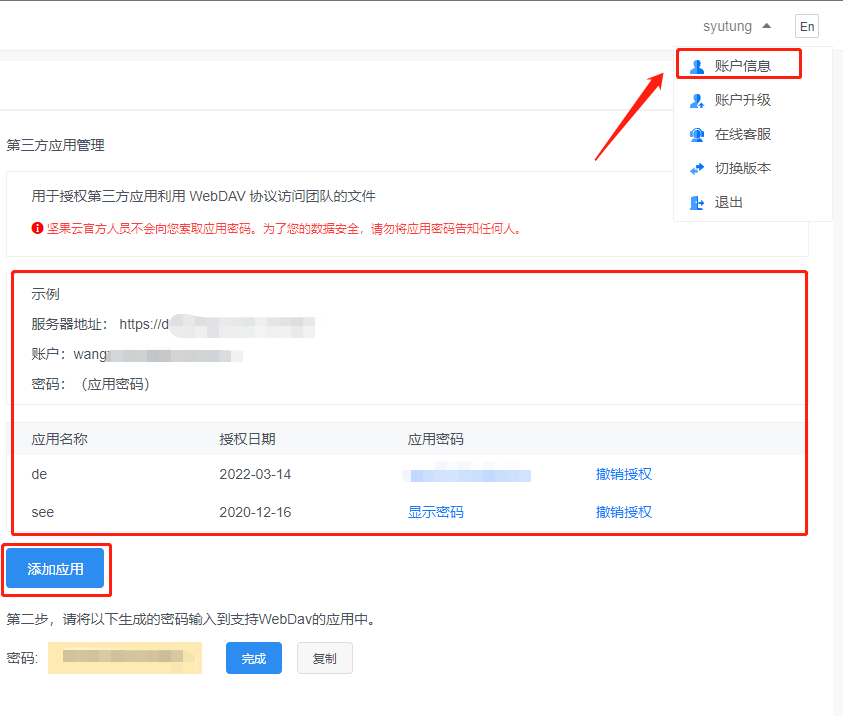 syutung En
账户信息
账户升级
在线客服
切换版本
退出
第三方应用管理
用于授权第三方应用利用 WebDAV 协议访问团队的文件
坚果云官方人员不会向您索取应用密码。为了您的数据安全，请勿将应用密码告知任何人。
示例
服务器地址： https://d
账户：wang
密码：（应用密码）
应用名称 授权日期 应用密码
de 2022-03-14 撤销授权
see 2020-12-16 显示密码 撤销授权
添加应用
第二步，请将以下生成的密码输入到支持WebDav的应用中。
密码: 完成 复制